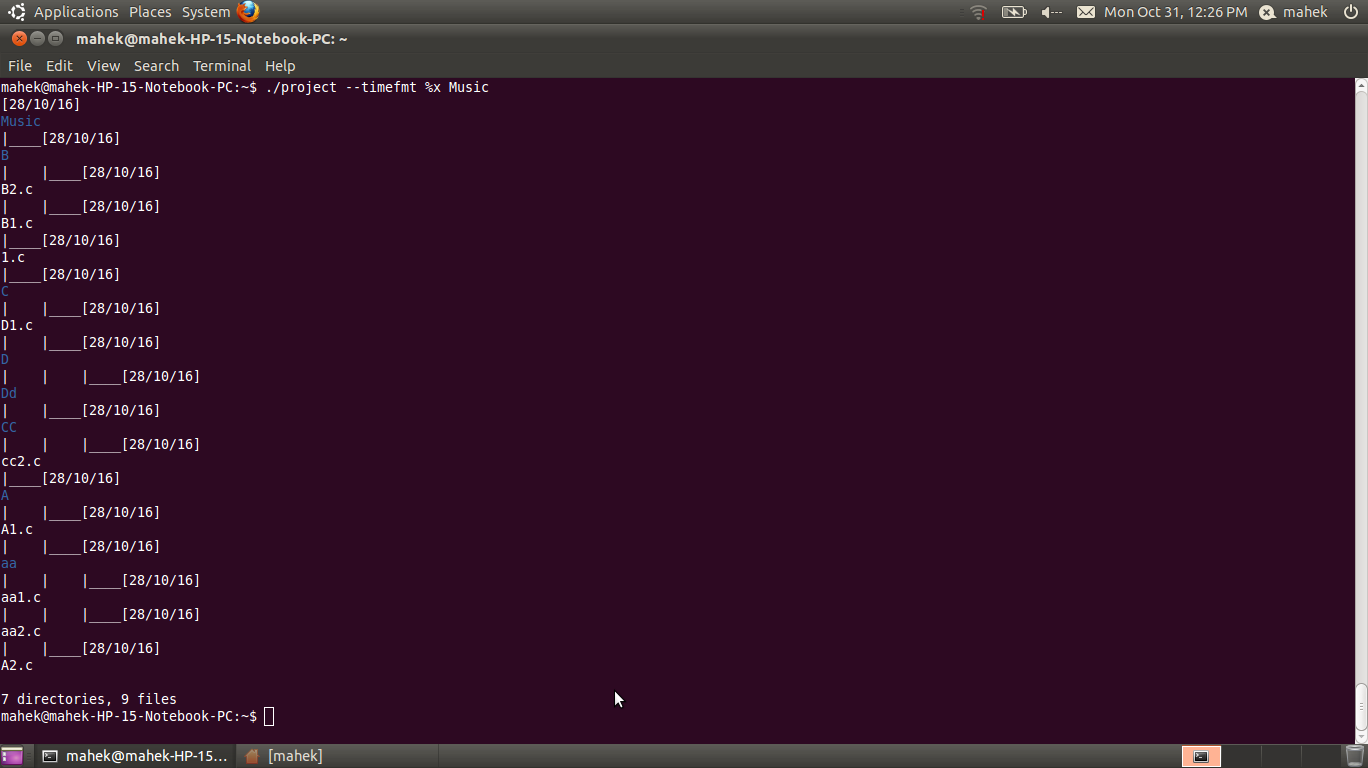 Applications Places System Mon Oct 31, 12:26 PM mahek
mahek@mahek-HP-15-Notebook-PC: ~
File Edit View Search Terminal Help
mahek@mahek-HP-15-Notebook-PC:~$ ./project --timefmt %x Music
[28/10/16]
Music
|____[28/10/16]
B
|    |____[28/10/16]
B2.c
|    |____[28/10/16]
B1.c
|____[28/10/16]
1.c
|____[28/10/16]
C
|    |____[28/10/16]
D1.c
|    |____[28/10/16]
D
|    |    |____[28/10/16]
Dd
|    |____[28/10/16]
CC
|    |    |____[28/10/16]
cc2.c
|____[28/10/16]
A
|    |____[28/10/16]
A1.c
|    |____[28/10/16]
aa
|    |    |____[28/10/16]
aa1.c
|    |    |____[28/10/16]
aa2.c
|    |____[28/10/16]
A2.c
7 directories, 9 files
mahek@mahek-HP-15-Notebook-PC:~$
mahek@mahek-HP-15... [mahek]